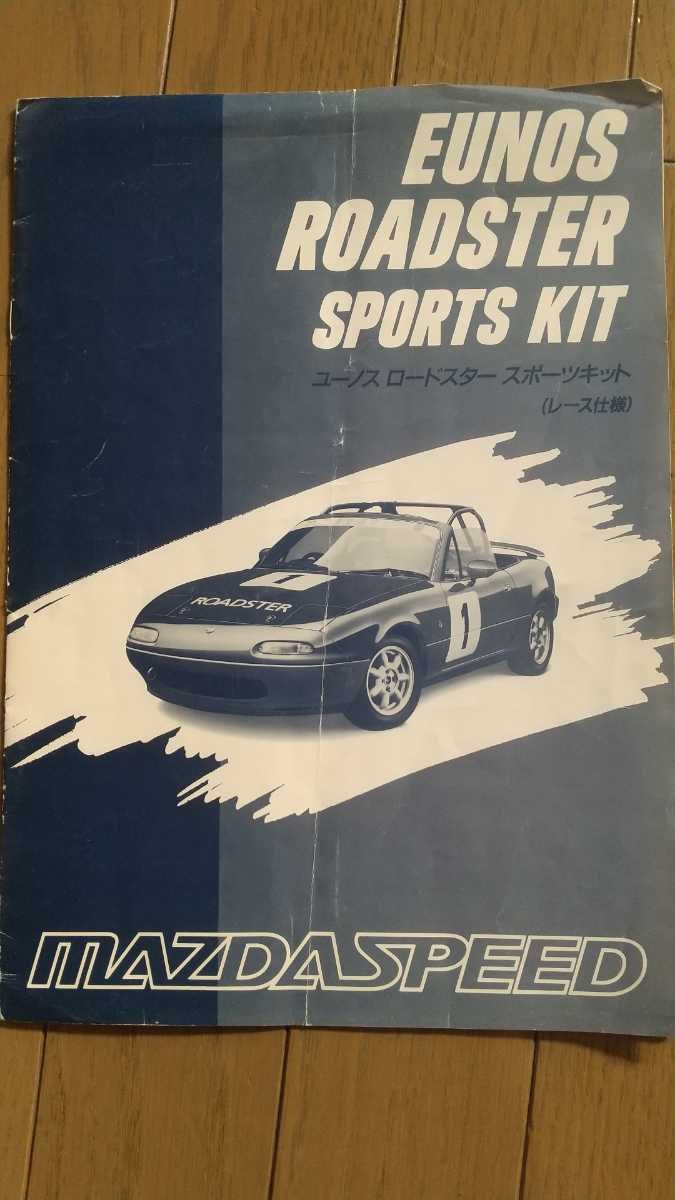 EUNOS
ROADSTER
SPORTS KIT
ユーノス ロードスター スポーツキット
(レース仕様)
1
ROADSTER
1
MAZDASPEED